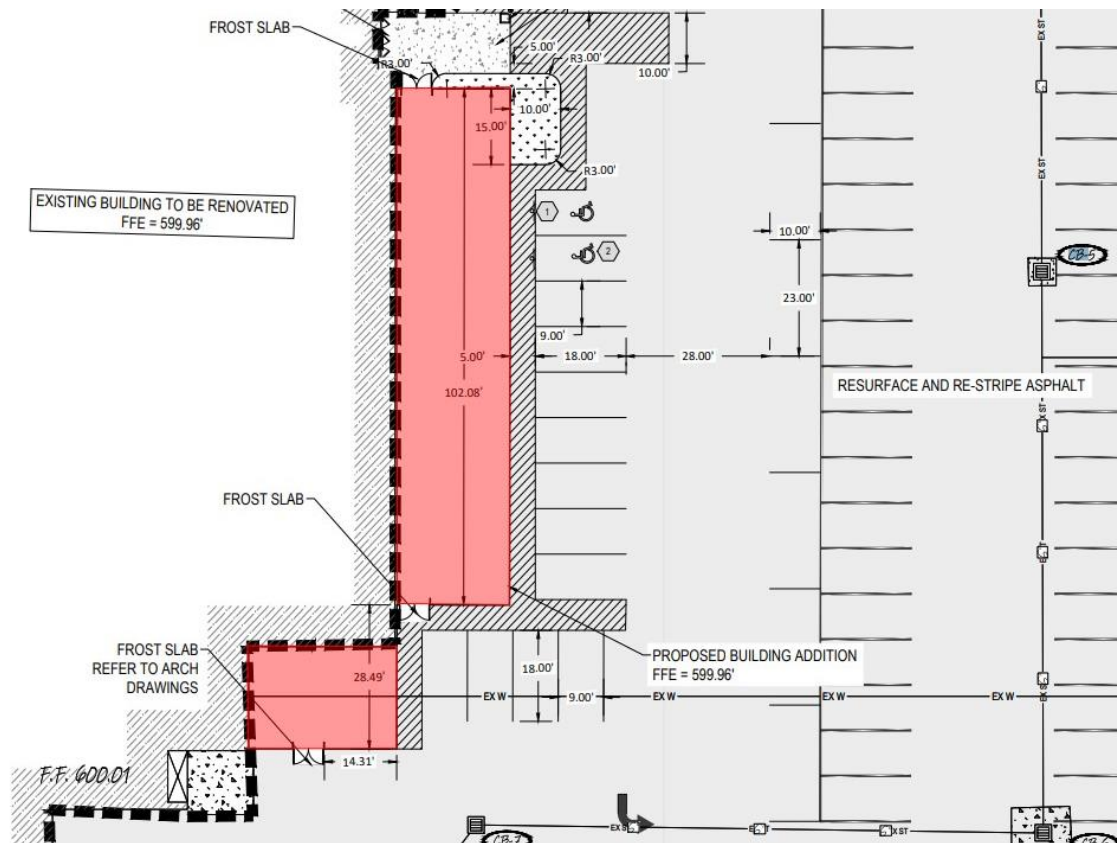 FROST SLAB
5.00'
R3.00'
R3.00'
10.00'
10.00'
15.00'
R3.00'
EXISTING BUILDING TO BE RENOVATED
FFE = 599.96'
1
2
10.00'
CB-5
23.00'
9.00'
5.00'
18.00'
28.00'
RESURFACE AND RE-STRIPE ASPHALT
102.08'
FROST SLAB
FROST SLAB
REFER TO ARCH
DRAWINGS
28.49'
18.00'
PROPOSED BUILDING ADDITION
FFE = 599.96'
EX W
9.00'
EX W
EX W
EX W
14.31'
F.F. 600.01
EX ST
EX ST